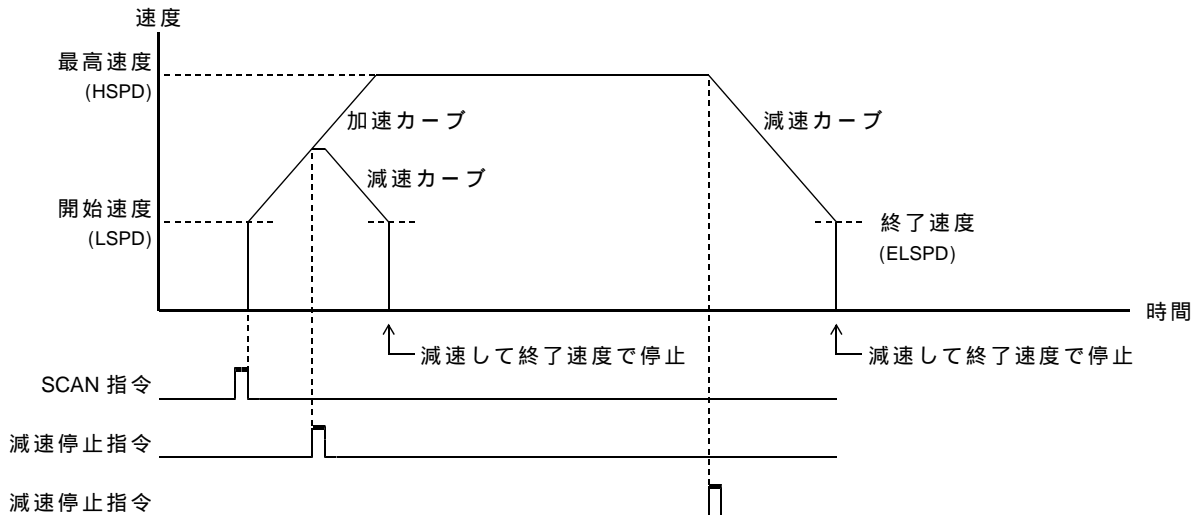 速度
最高速度
(HSPD)
加速カーブ
減速カーブ
減速カーブ
開始速度
(LSPD)
終了速度
(ELSPD)
時間
減速して終了速度で停止
減速して終了速度で停止
SCAN 指令
減速停止指令
減速停止指令